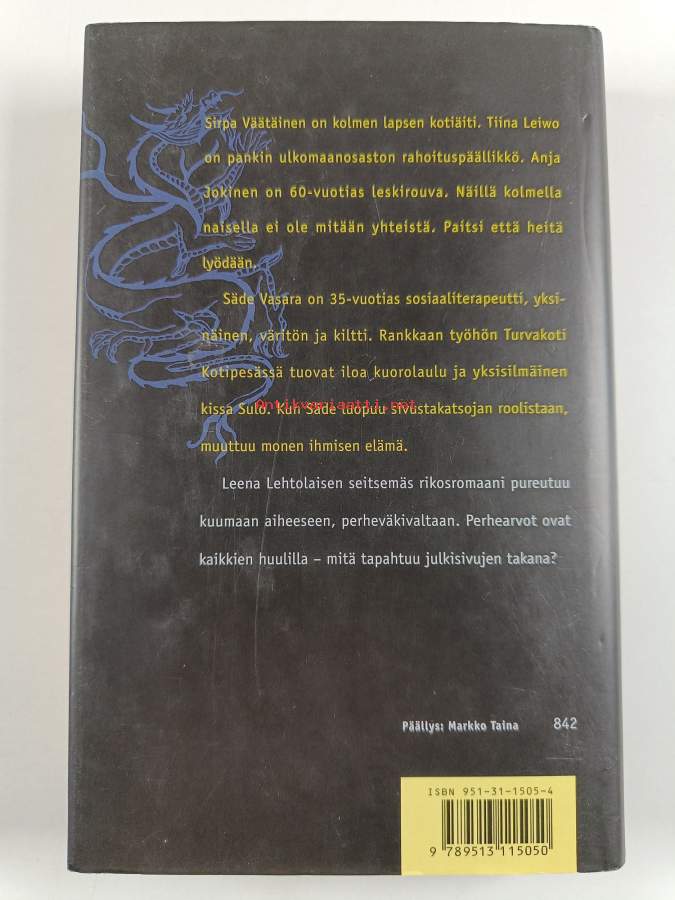 Sirpa Väätäinen on kolmen lapsen kotiäiti. Tiina Leiwo
on pankin ulkomaanosaston rahoituspäällikkö. Anja
Jokinen on 60-vuotias leskirouva. Näillä kolmella
naisella ei ole mitään yhteistä. Paitsi että heitä
lyödään.
Säde Vasara on 35-vuotias sosiaaliterapeutti, yksi-
näinen, väritön ja kiltti. Rankkaan työhön Turvakoti
Kotipesässä tuovat iloa kuorolaulu ja yksisilmäinen
antikvariaatti.net
kissa Sulo. Kun Säde luopuu sivustakatsojan roolistaan,
muuttuu monen ihmisen elämä.
Leena Lehtolaisen seitsemäs rikosromaani pureutuu
kuumaan aiheeseen, perheväkivaltaan. Perhearvot ovat
kaikkien huulilla – mitä tapahtuu julkisivujen takana?
Päällys: Markko Taina 842
ISBN 951-31-1505-4
9 789513 115050